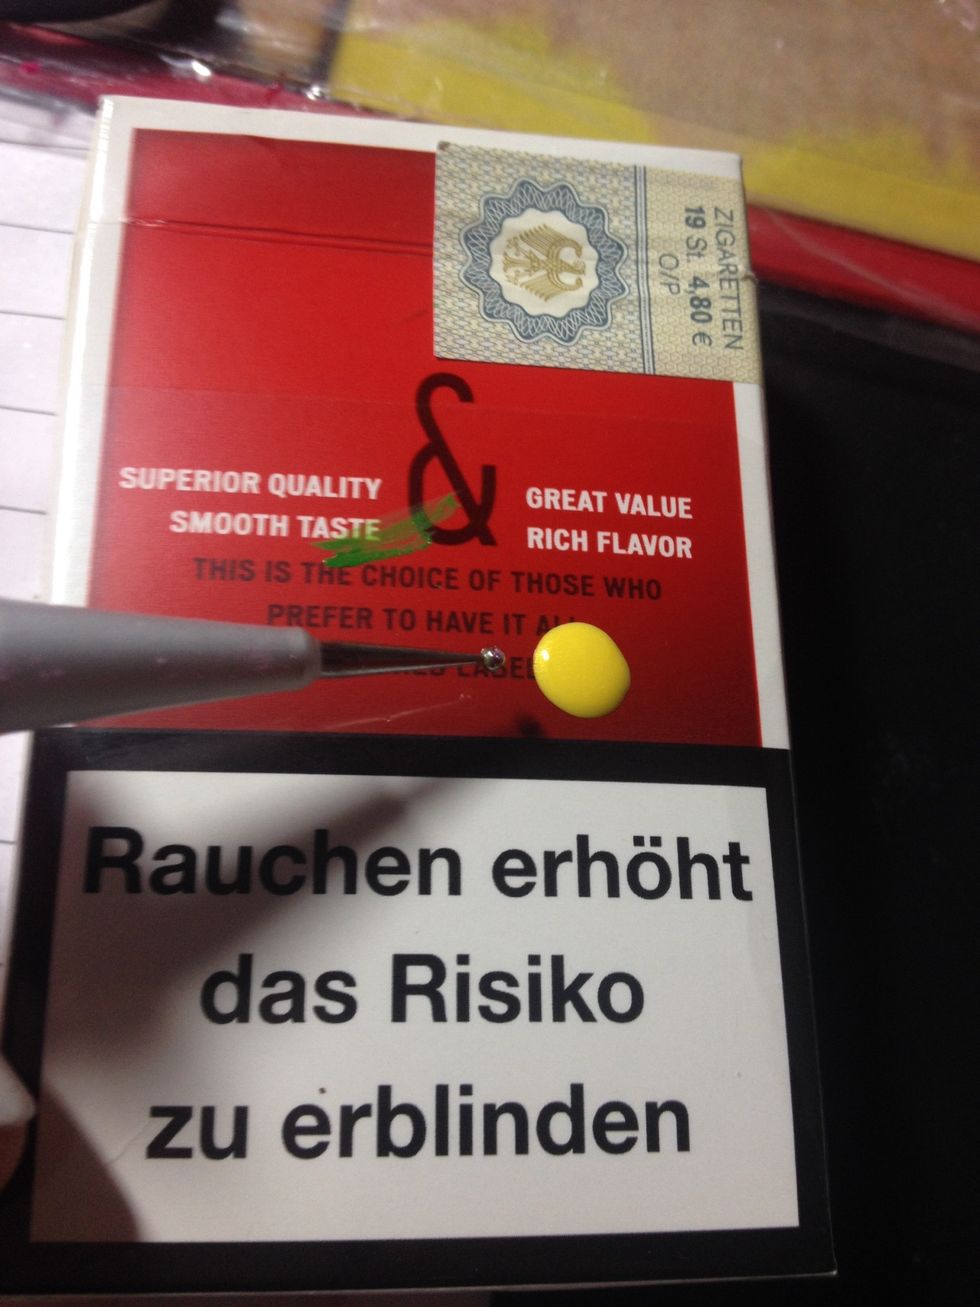 ZIGARETTEN
19 St. 4,80 €
O/P
&
SUPERIOR QUALITY
SMOOTH TASTE
GREAT VALUE
RICH FLAVOR
THIS IS THE CHOICE OF THOSE WHO
PREFER TO HAVE IT
Rauchen erhöht
das Risiko
zu erblinden